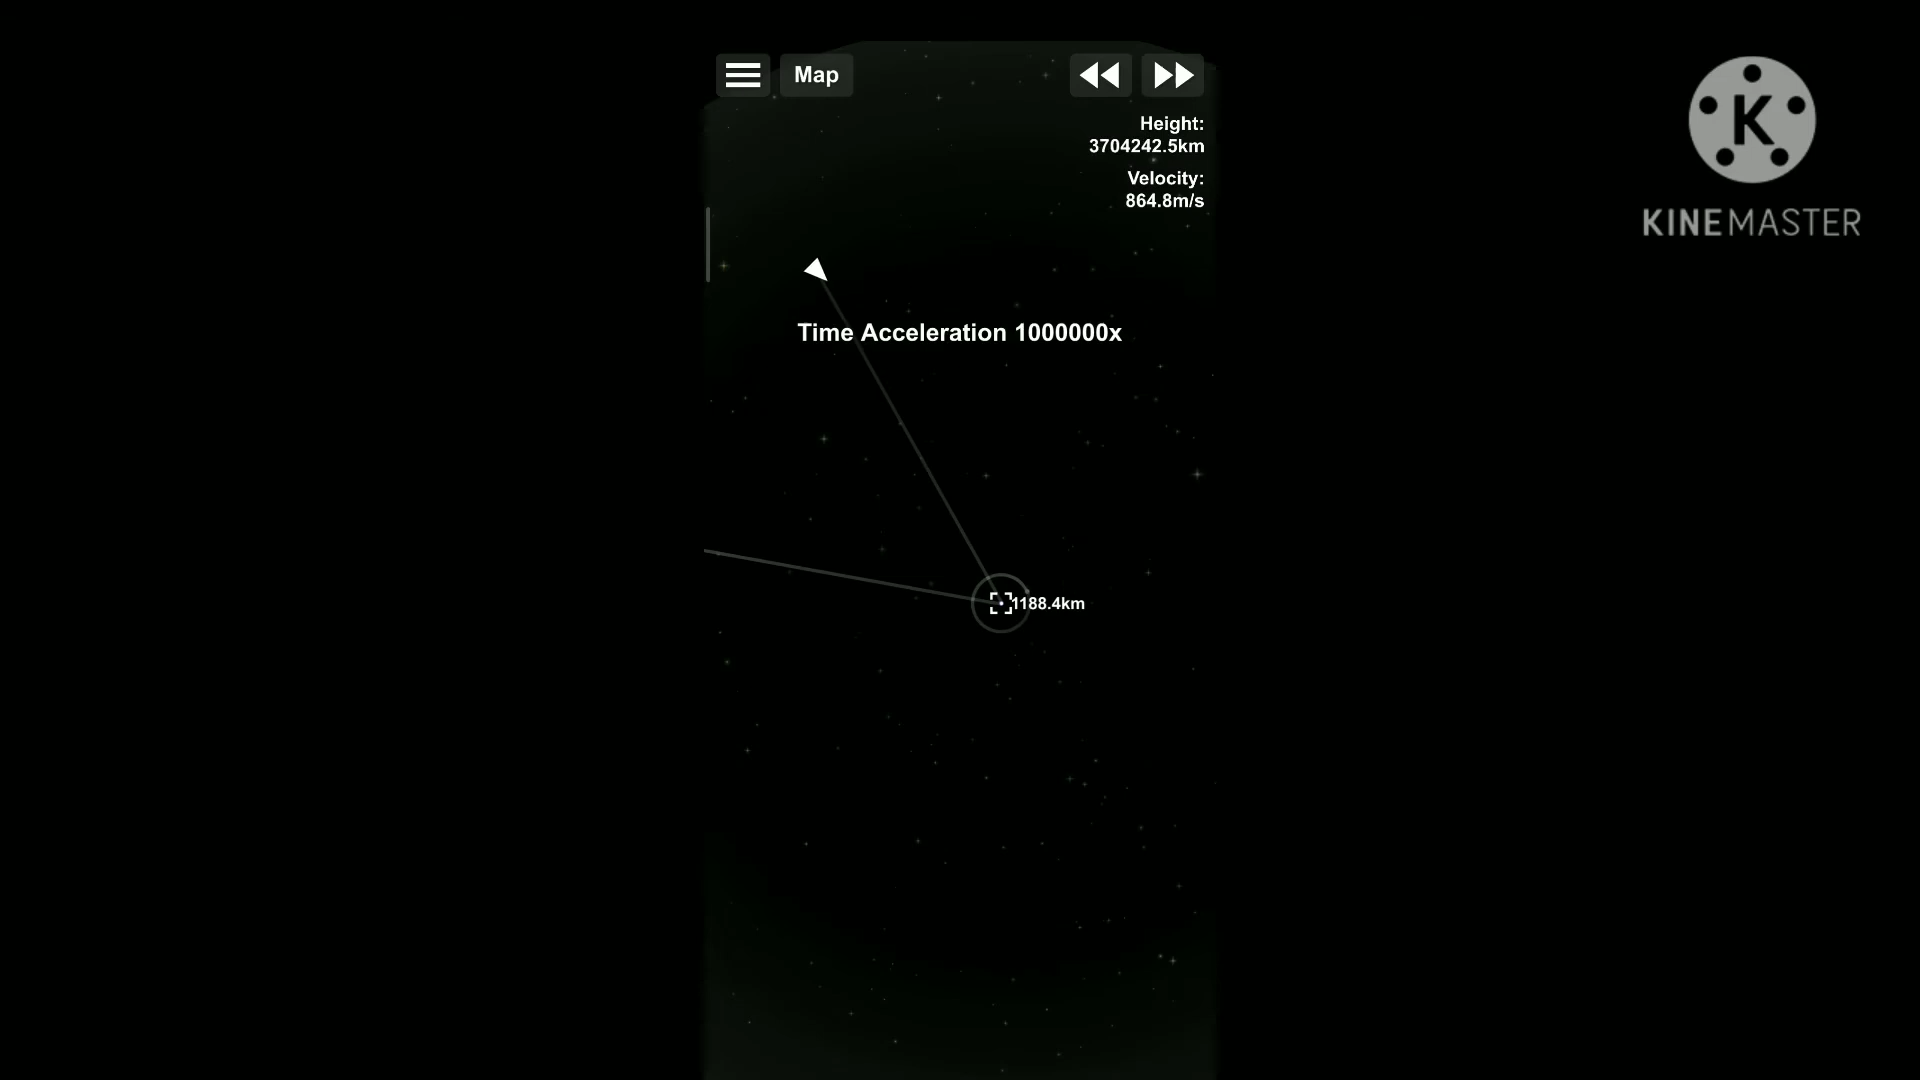 Map
Height:
3704242.5km
Velocity:
864.8m/s
Time Acceleration 1000000x
1188.4km
K
KINEMASTER